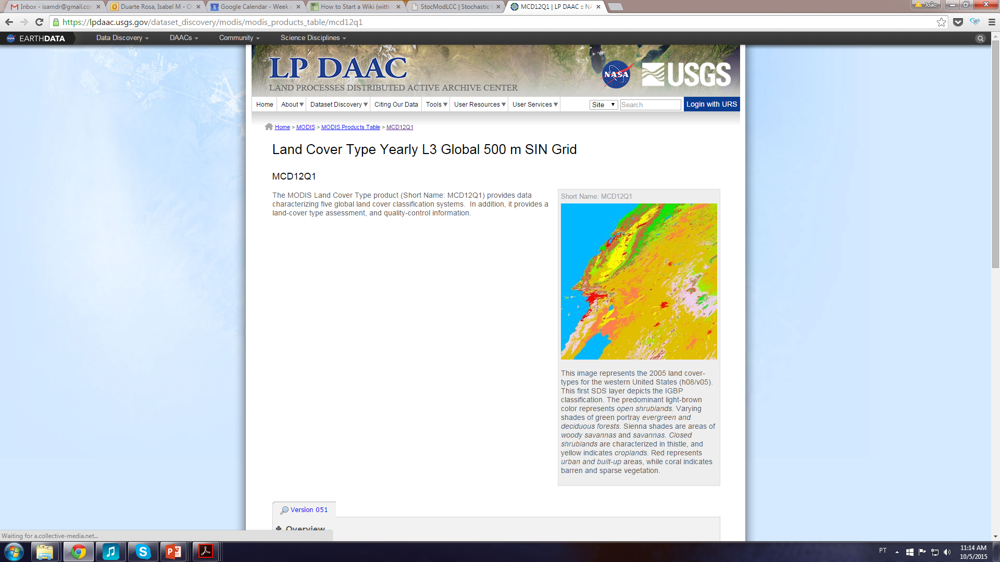 Inbox - isamdr@gmail.cor
Duarte Rosa, Isabel M - O
Google Calendar - Week
How to Start a Wiki (with
StocModLCC | Stochastic
MCD12Q1 | LP DAAC :: NA
João
https://lpdaac.usgs.gov/dataset_discovery/modis/modis_products_table/mcd12q1
NASA EARTHDATA Data Discovery DAACs Community Science Disciplines
LP DAAC
LAND PROCESSES DISTRIBUTED ACTIVE ARCHIVE CENTER
NASA USGS
Home About Dataset Discovery Citing Our Data Tools User Resources User Services Site Search Login with URS
Home > MODIS > MODIS Products Table > MCD12Q1
Land Cover Type Yearly L3 Global 500 m SIN Grid
MCD12Q1
The MODIS Land Cover Type product (Short Name: MCD12Q1) provides data
characterizing five global land cover classification systems.  In addition, it provides a
land-cover type assessment, and quality-control information.
Short Name: MCD12Q1
This image represents the 2005 land cover-
types for the western United States (h08/v05).
This first SDS layer depicts the IGBP
classification. The predominant light-brown
color represents open shrublands. Varying
shades of green portray evergreen and
deciduous forests. Sienna shades are areas of
woody savannas and savannas. Closed
shrublands are characterized in thistle, and
yellow indicates croplands. Red represents
urban and built-up areas, while coral indicates
barren and sparse vegetation.
Version 051
Overview
Waiting for a.collective-media.net...
PT
11:14 AM
10/5/2015